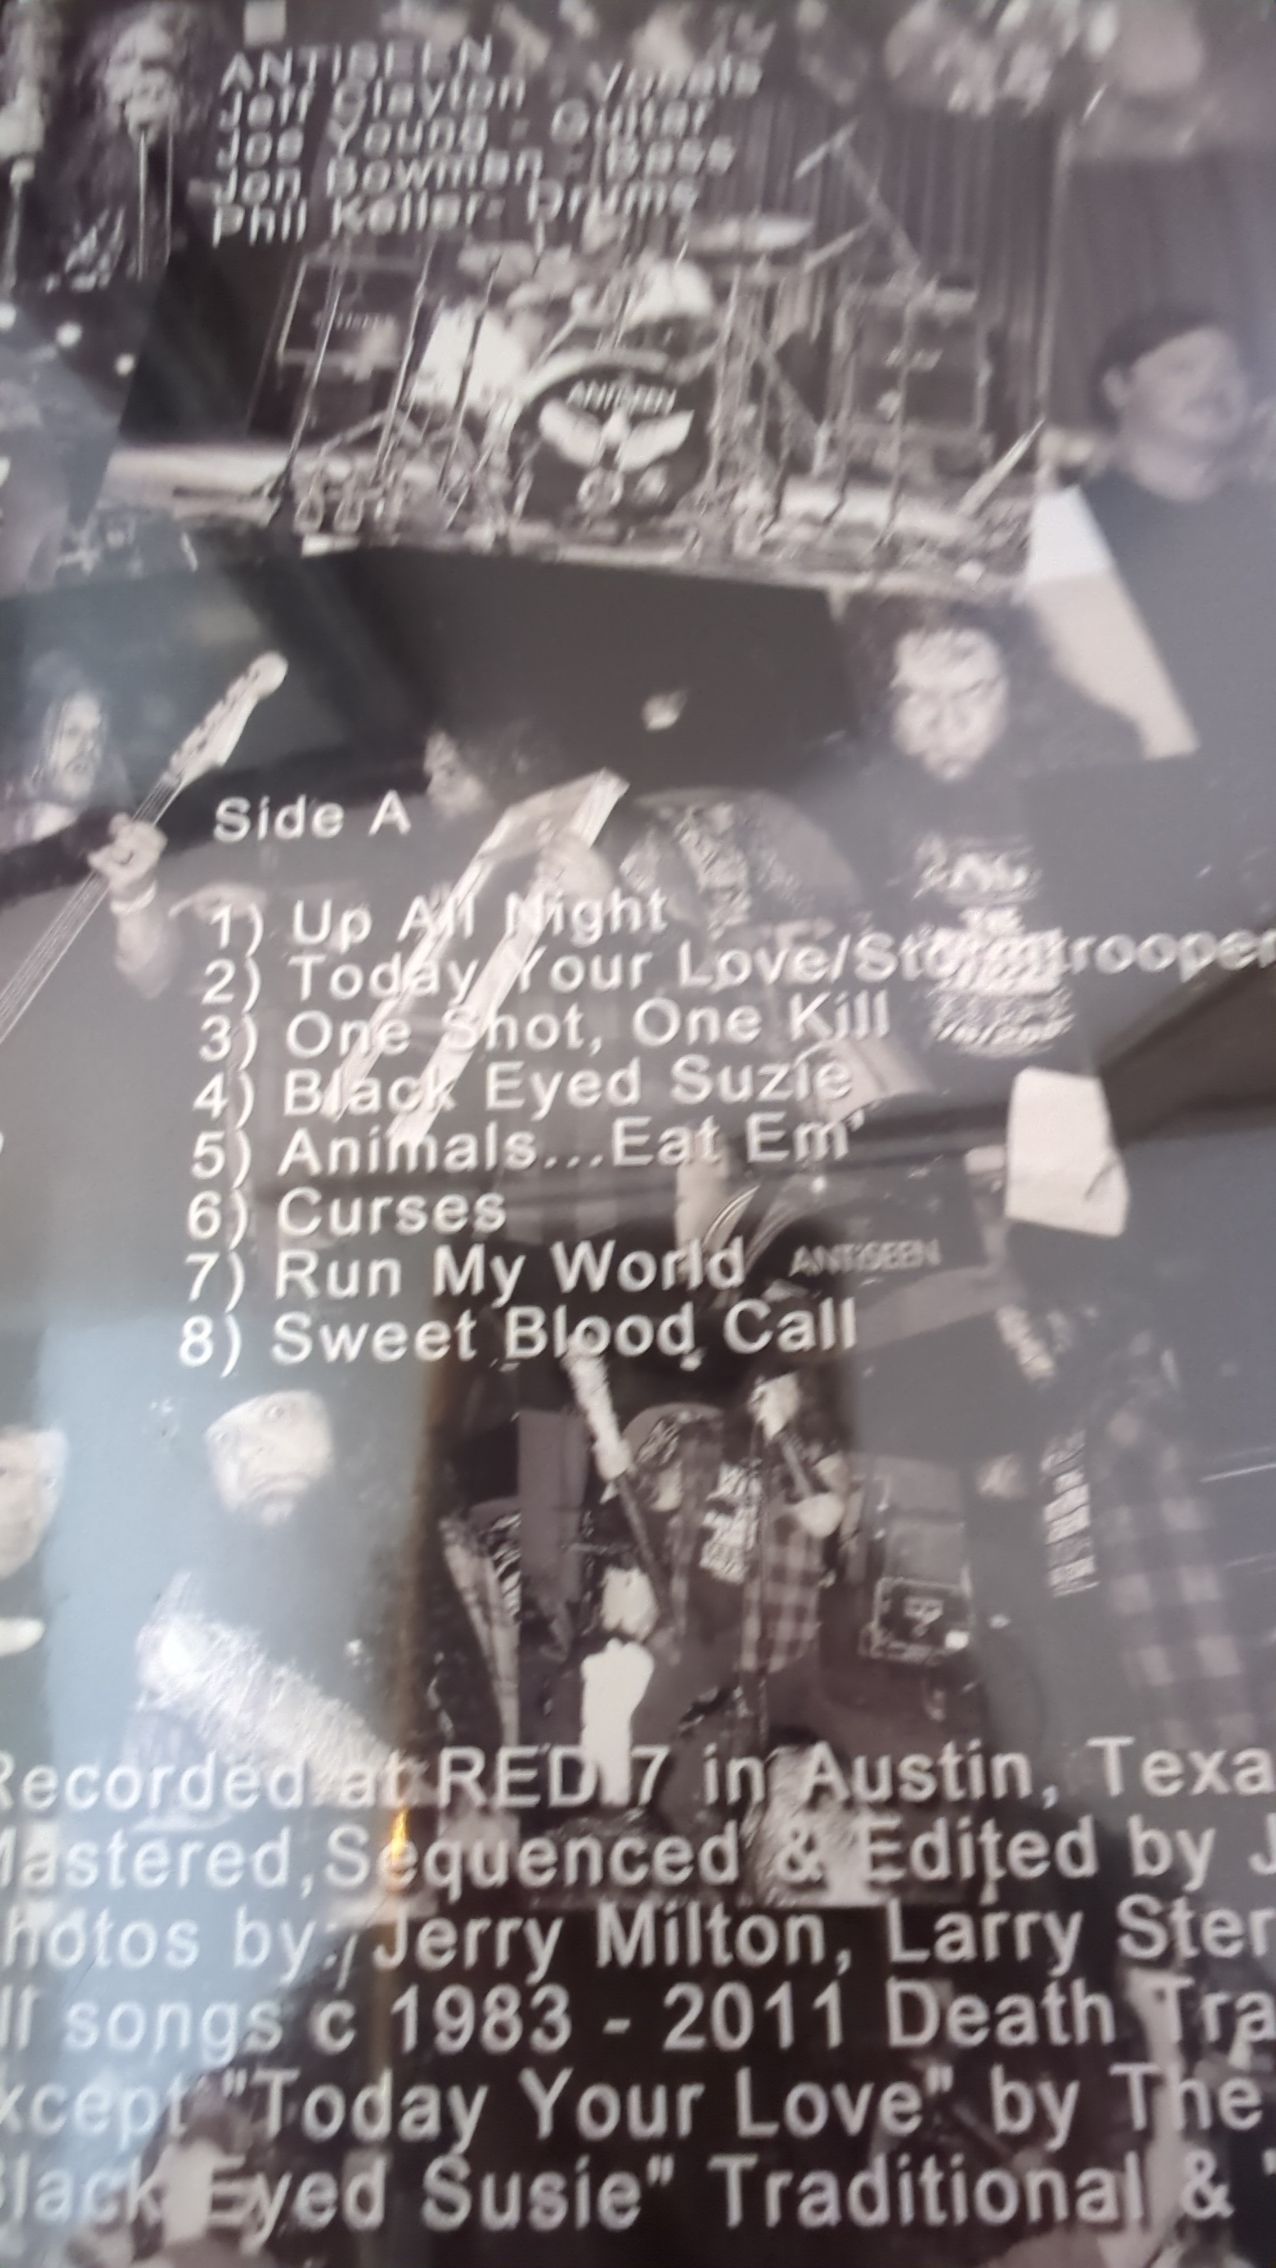 ANTISEEN
Jeff Clayton - Vocals
Joe Young - Guitar
Jon Bowman - Bass
Phil Keller- Drums
ANTISEEN
Side A
1) Up All Night
2) Today Your Love/Stormtrooper
3) One Shot, One Kill
4) Black Eyed Suzie
5) Animals...Eat Em'
6) Curses
7) Run My World
ANTISEEN
8) Sweet Blood Call
Recorded at RED 7 in Austin, Texa
Mastered,Sequenced & Edited by J
hotos by: Jerry Milton, Larry Ster
ll songs c 1983 - 2011 Death Tra
xcept "Today Your Love" by The
Black Eyed Susie" Traditional & "